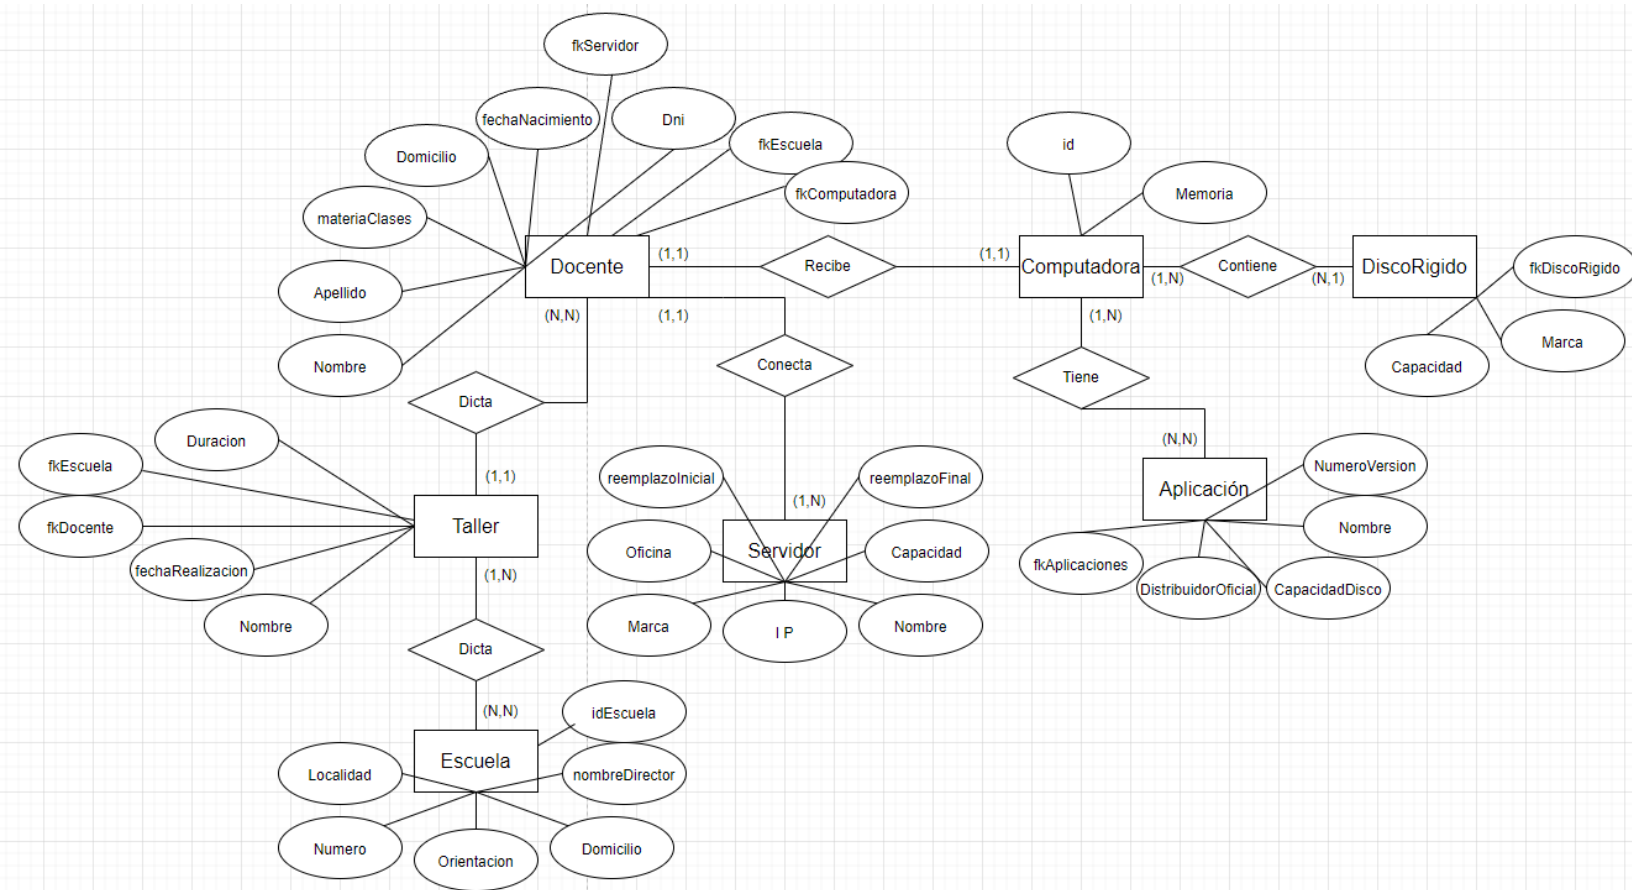 fkServidor
fechaNacimiento
Dni
fkEscuela
id
Domicilio
fkComputadora
Memoria
materiaClases
Docente
(1,1)
Recibe
(1,1)
Computadora
(1,N)
Contiene
(N,1)
DiscoRigido
fkDiscoRigido
Apellido
(N,N)
(1,1)
(1,N)
Marca
Nombre
Conecta
Tiene
Capacidad
Dicta
Duracion
(N,N)
fkEscuela
reemplazoInicial
reemplazoFinal
NumeroVersion
(1,1)
(1,N)
Aplicación
fkDocente
Taller
Nombre
Oficina
Servidor
Capacidad
fkAplicaciones
fechaRealizacion
(1,N)
DistribuidorOficial
CapacidadDisco
Nombre
Marca
I P
Nombre
Dicta
(N,N)
idEscuela
Localidad
Escuela
nombreDirector
Numero
Orientacion
Domicilio